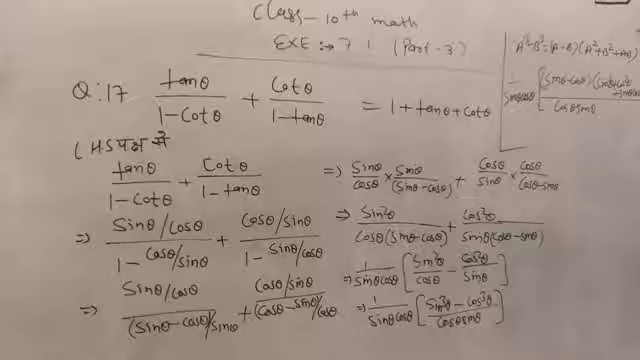 Class - 10th math
EXE :→ 7.1 (Part-3)
Q:17 tanθ/(1-Cotθ) + Cotθ/(1-tanθ) = 1+tanθ+cotθ
LHS पक्ष से
tanθ/(1-Cotθ) + Cotθ/(1-tanθ)
⇒ (Sinθ/Cosθ)/(1-Cosθ/sinθ) + (Cosθ/sinθ)/(1-Sinθ/Cosθ)
⇒ (Sinθ/Cosθ)/((Sinθ-Cosθ)/Sinθ) + (Cosθ/Sinθ)/((Cosθ-Sinθ)/Cosθ)
⇒ Sinθ/Cosθ × Sinθ/(Sinθ-Cosθ) + Cosθ/Sinθ × Cosθ/(Cosθ-Sinθ)
⇒ Sin²θ/(Cosθ(Sinθ-Cosθ)) + Cos²θ/(Sinθ(Cosθ-Sinθ))
⇒ 1/(SinθCosθ) [Sin²θ/Cosθ - Cos²θ/Sinθ]
⇒ 1/(SinθCosθ) [(Sin³θ-Cos³θ)/(CosθSinθ)]
A³-B³=(A-B)(A²+B²+AB)